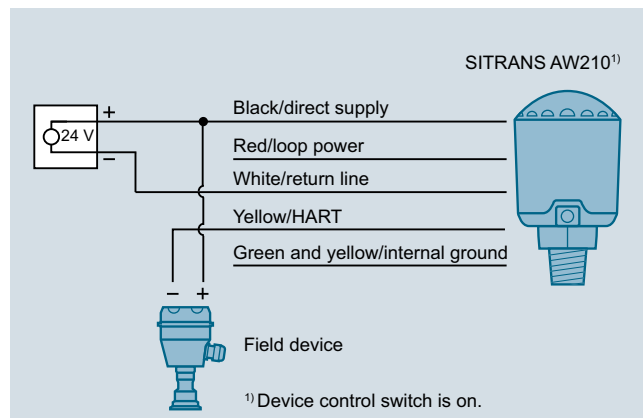 SITRANS AW210¹⁾
+
Black/direct supply
24 V
Red/loop power
−
White/return line
Yellow/HART
Green and yellow/internal ground
− +
Field device
¹⁾ Device control switch is on.